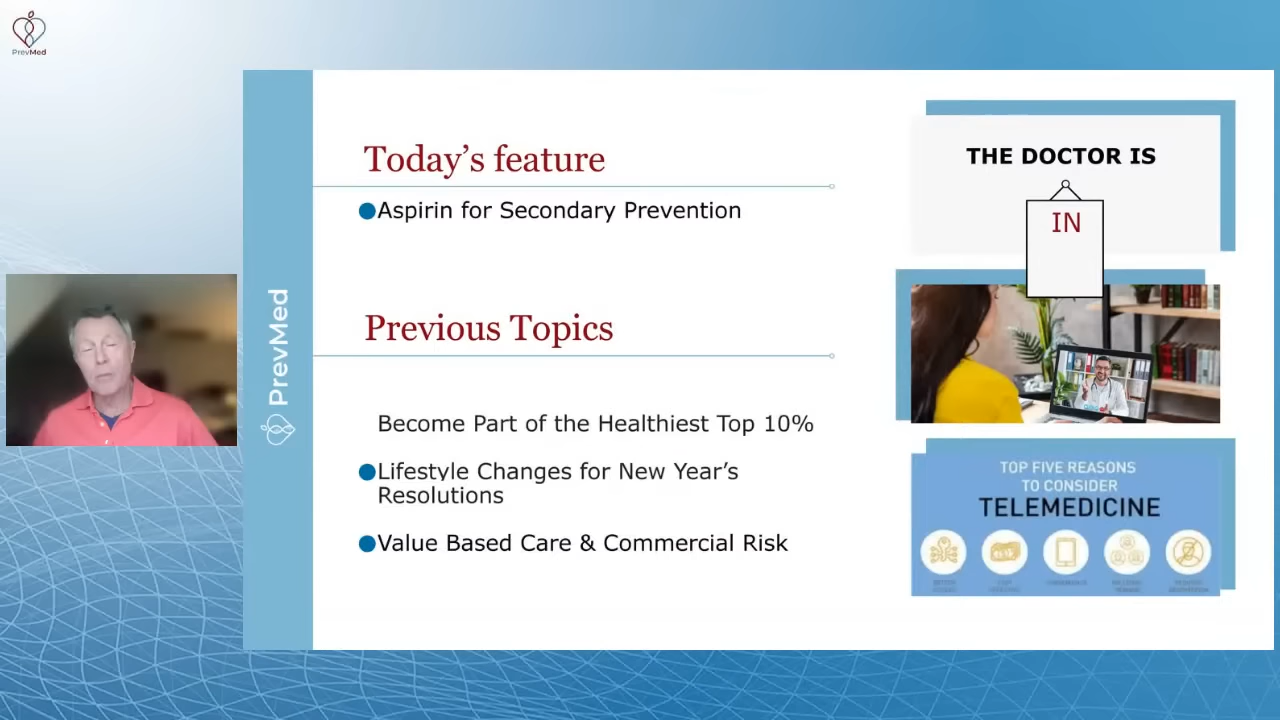 PrevMed
PrevMed
Today’s feature
Aspirin for Secondary Prevention
Previous Topics
Become Part of the Healthiest Top 10%
Lifestyle Changes for New Year’s
Resolutions
Value Based Care & Commercial Risk
THE DOCTOR IS
IN
TOP FIVE REASONS
TO CONSIDER
TELEMEDICINE